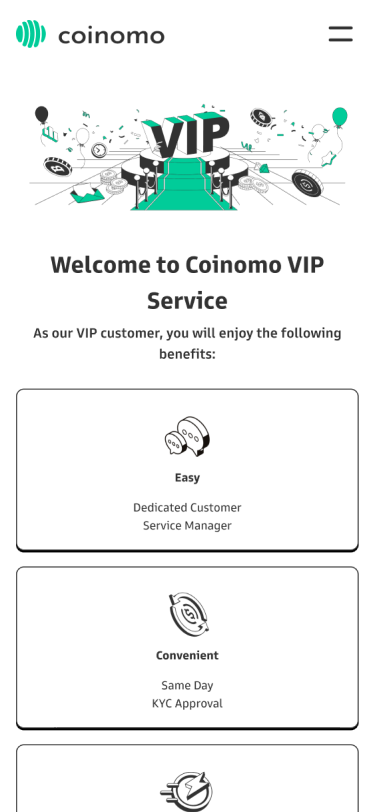 coinomo
VIP
Welcome to Coinomo VIP
Service
As our VIP customer, you will enjoy the following
benefits:
Easy
Dedicated Customer
Service Manager
Convenient
Same Day
KYC Approval